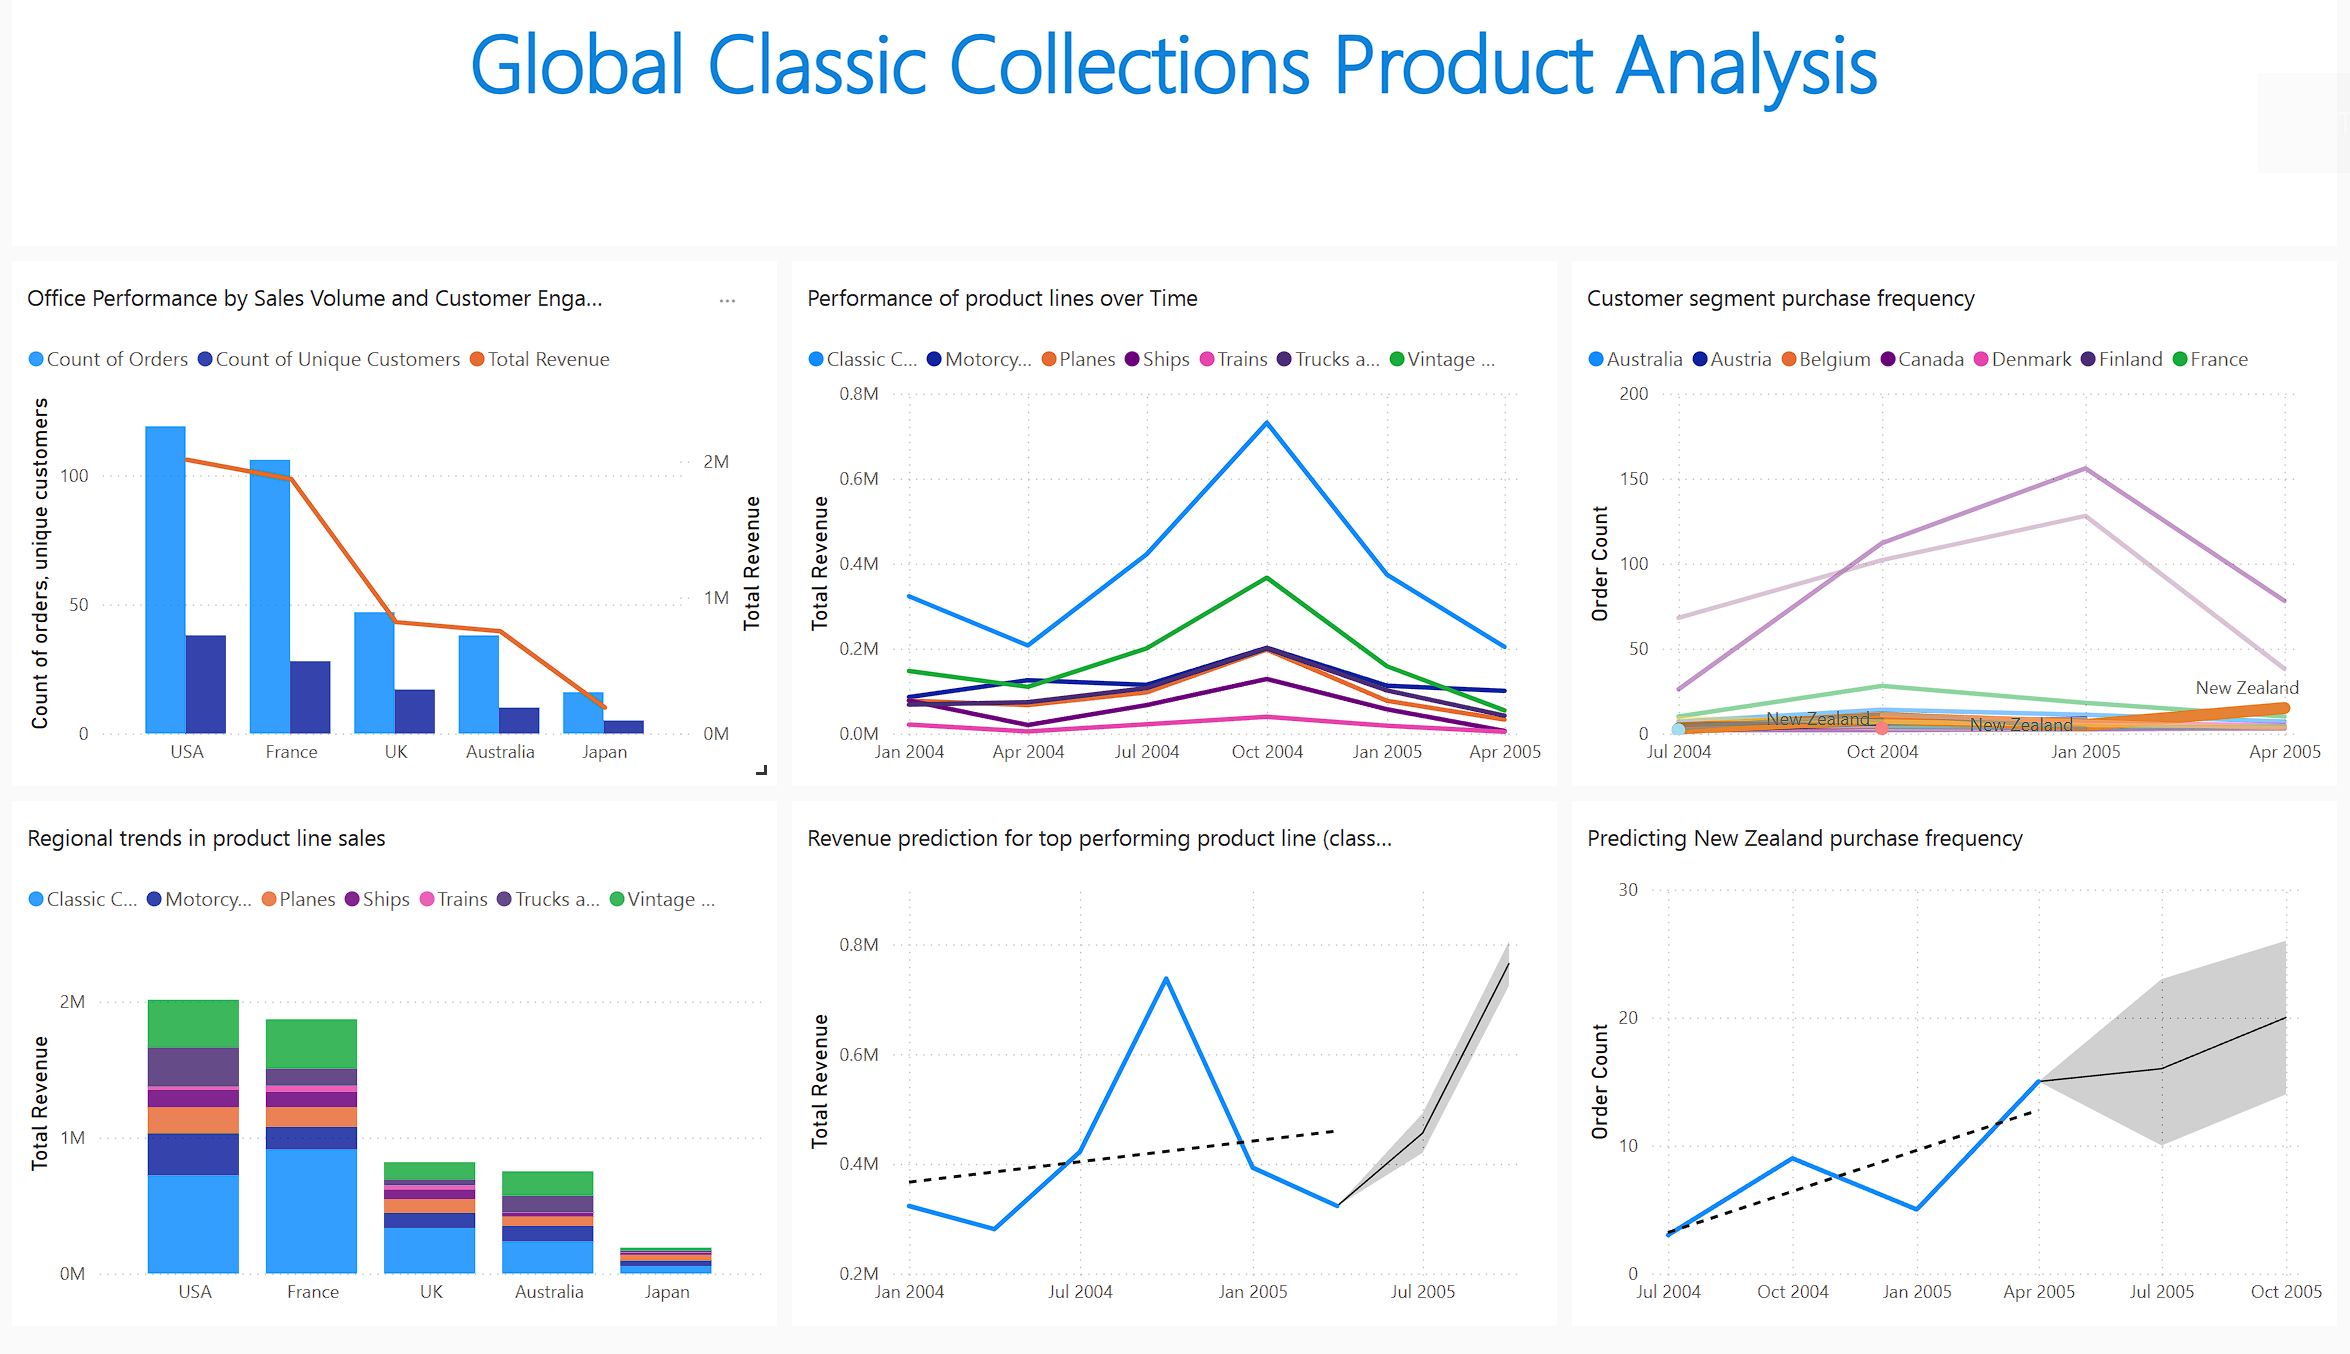 Global Classic Collections Product Analysis
Office Performance by Sales Volume and Customer Enga...
...
Count of Orders Count of Unique Customers Total Revenue
Count of orders, unique customers
100
50
0
2M
1M
0M
Total Revenue
USA France UK Australia Japan
Performance of product lines over Time
Classic C... Motorcy... Planes Ships Trains Trucks a... Vintage ...
Total Revenue
0.8M
0.6M
0.4M
0.2M
0.0M
Jan 2004 Apr 2004 Jul 2004 Oct 2004 Jan 2005 Apr 2005
Customer segment purchase frequency
Australia Austria Belgium Canada Denmark Finland France
Order Count
200
150
100
50
0
New Zealand
New Zealand
New Zealand
Jul 2004 Oct 2004 Jan 2005 Apr 2005
Regional trends in product line sales
Classic C... Motorcy... Planes Ships Trains Trucks a... Vintage ...
Total Revenue
2M
1M
0M
USA France UK Australia Japan
Revenue prediction for top performing product line (class...
Total Revenue
0.8M
0.6M
0.4M
0.2M
Jan 2004 Jul 2004 Jan 2005 Jul 2005
Predicting New Zealand purchase frequency
Order Count
30
20
10
0
Jul 2004 Oct 2004 Jan 2005 Apr 2005 Jul 2005 Oct 2005